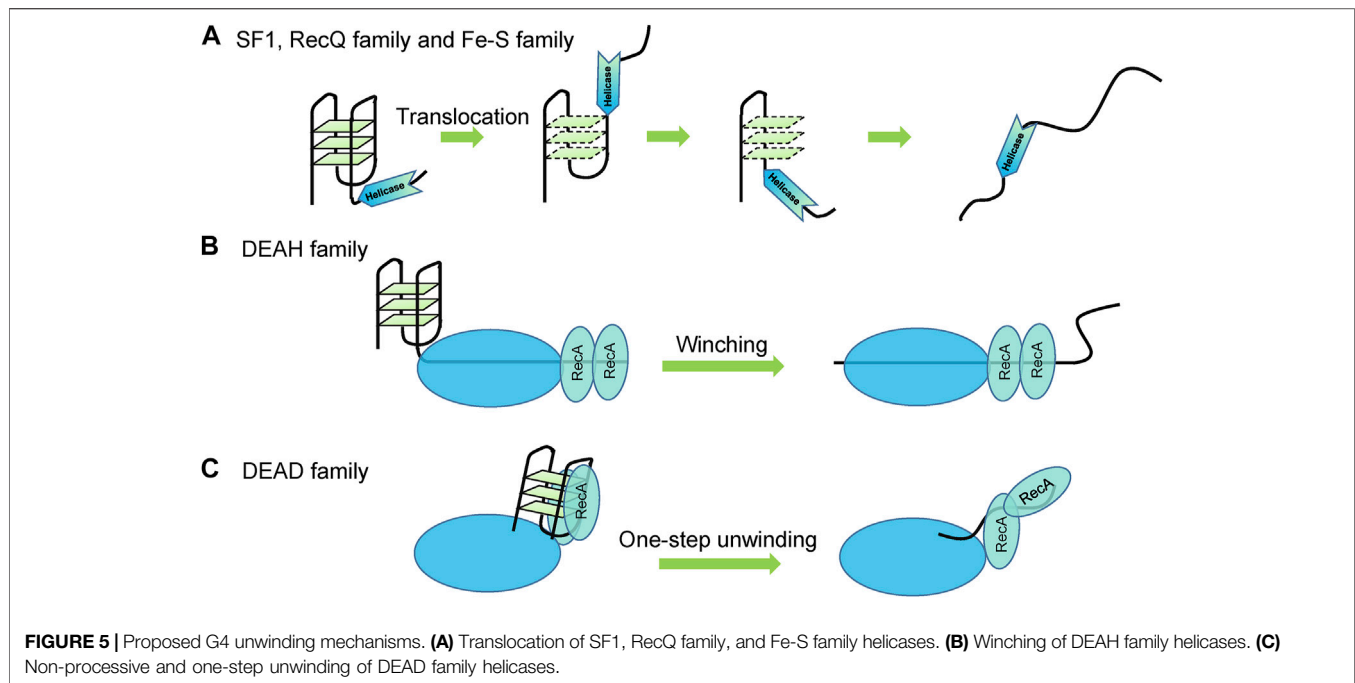 A SF1, RecQ family and Fe-S family
Helicase
Translocation
Helicase
Helicase
Helicase
B DEAH family
RecA
RecA
Winching
RecA
RecA
C DEAD family
RecA
One-step unwinding
RecA
RecA
FIGURE 5 | Proposed G4 unwinding mechanisms. (A) Translocation of SF1, RecQ family, and Fe-S family helicases. (B) Winching of DEAH family helicases. (C)
Non-processive and one-step unwinding of DEAD family helicases.